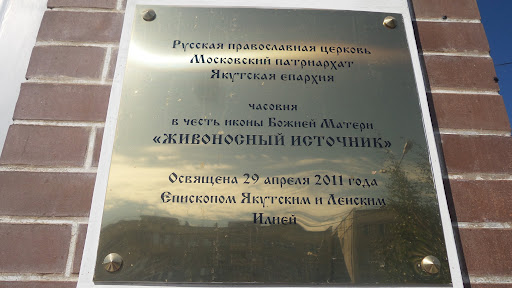 Русская православная церковь
Московский патриархат
Якутская епархия
часовня
в честь иконы Божией Матери
«ЖИВОНОСНЫЙ ИСТОЧНИК»
Освящена 29 апреля 2011 года
Епископом Якутским и Ленским
Илией